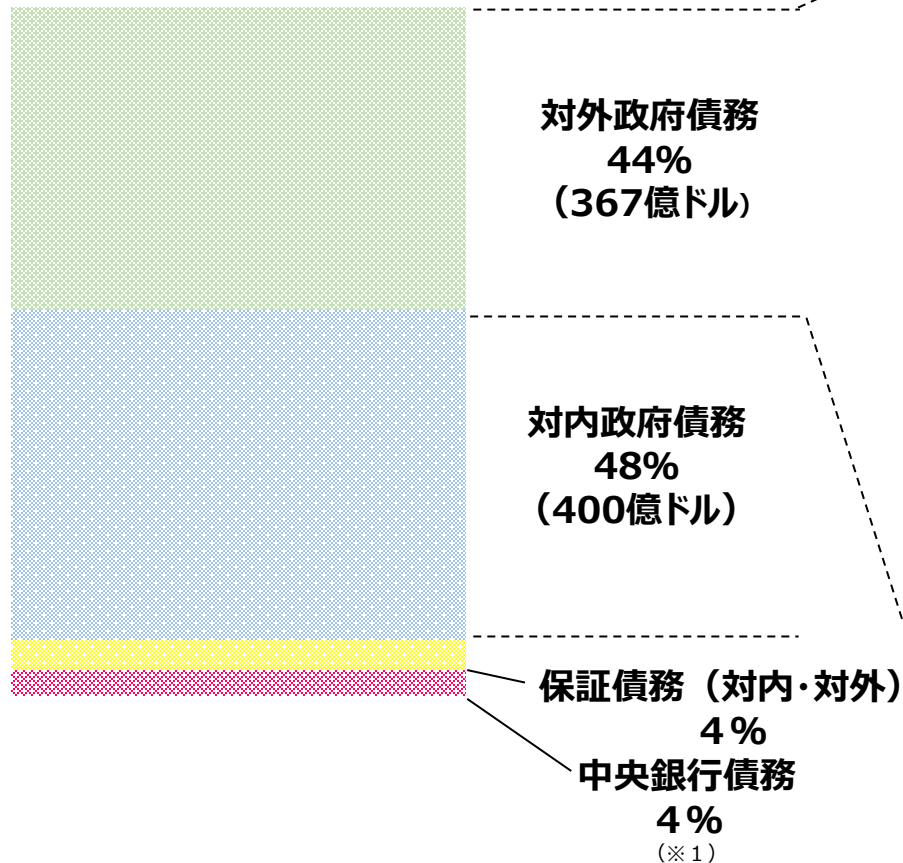 対外政府債務
44%
（367億ドル）
対内政府債務
48%
（400億ドル）
保証債務（対内・対外）
４%
中央銀行債務
４%
（※１）